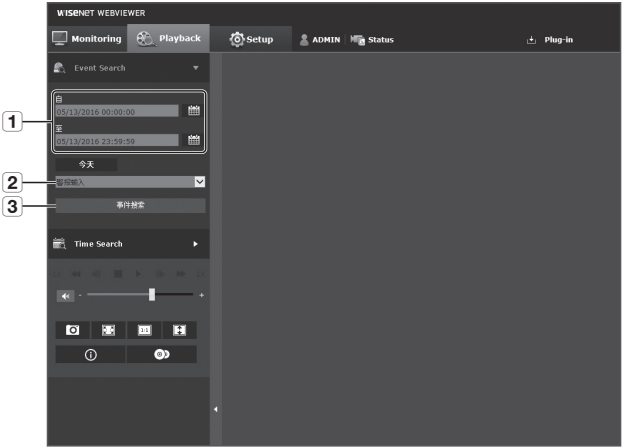 WISENET WEBVIEWER
Monitoring Playback Setup ADMIN Status Plug-in
Event Search
自
05/13/2016 00:00:00
1
至
05/13/2016 23:59:59
今天
2
警报输入
3
事件搜索
Time Search
- +
1:1